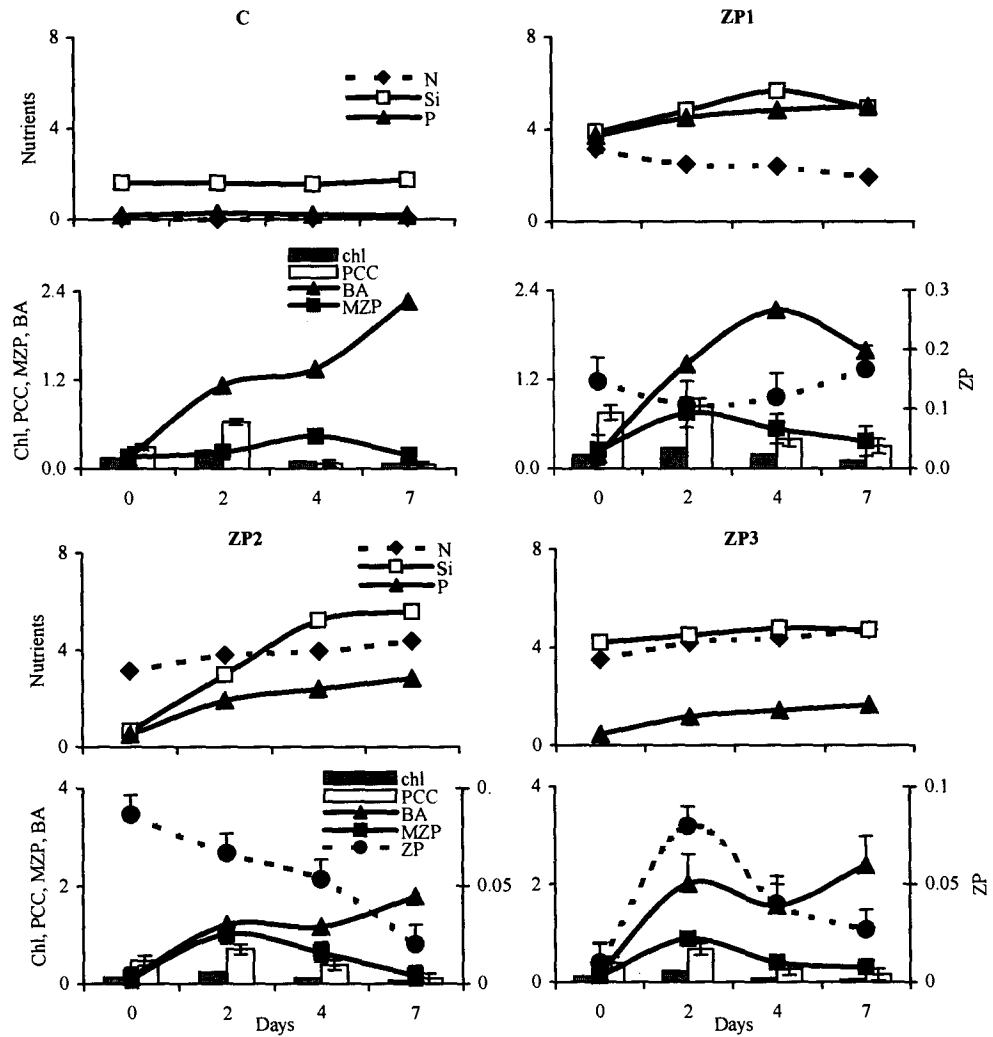 C
ZP1
8
4
0
Nutrients
N
Si
P
8
4
0
chl
PCC
BA
MZP
2.4
1.2
0.0
Chl, PCC, MZP, BA
0 2 4 7
2.4
1.2
0.0
0.3
0.2
0.1
0.0
ZP
0 2 4 7
ZP2
ZP3
8
4
0
Nutrients
N
Si
P
8
4
0
chl
PCC
BA
MZP
ZP
4
2
0
Chl, PCC, MZP, BA
0.
0.05
0
0 2 4 7
Days
4
2
0
0.1
0.05
0
ZP
0 2 4 7
Days